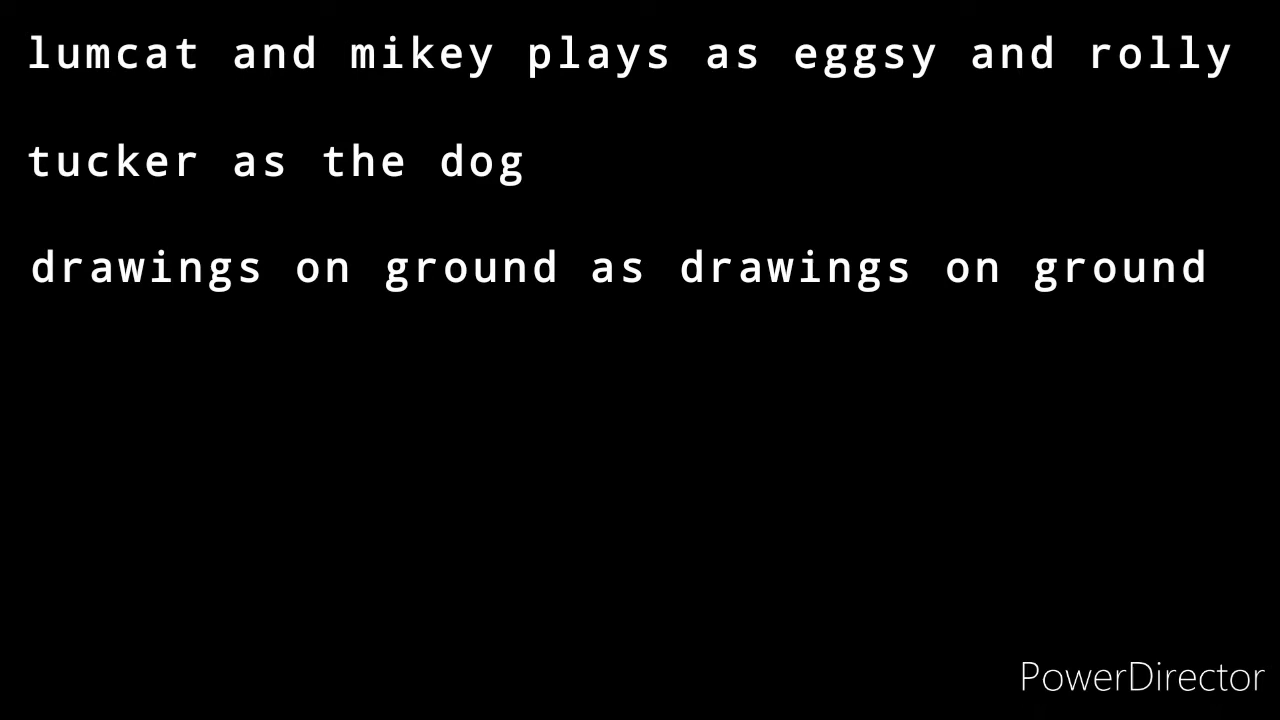 lumcat and mikey plays as eggsy and rolly
tucker as the dog
drawings on ground as drawings on ground
PowerDirector